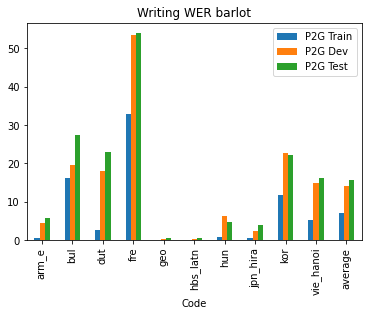 Writing WER barlot
P2G Train
P2G Dev
P2G Test
50
40
30
20
10
0
arm_e
bul
dut
fre
geo
hbs_latn
hun
jpn_hira
kor
vie_hanoi
average
Code